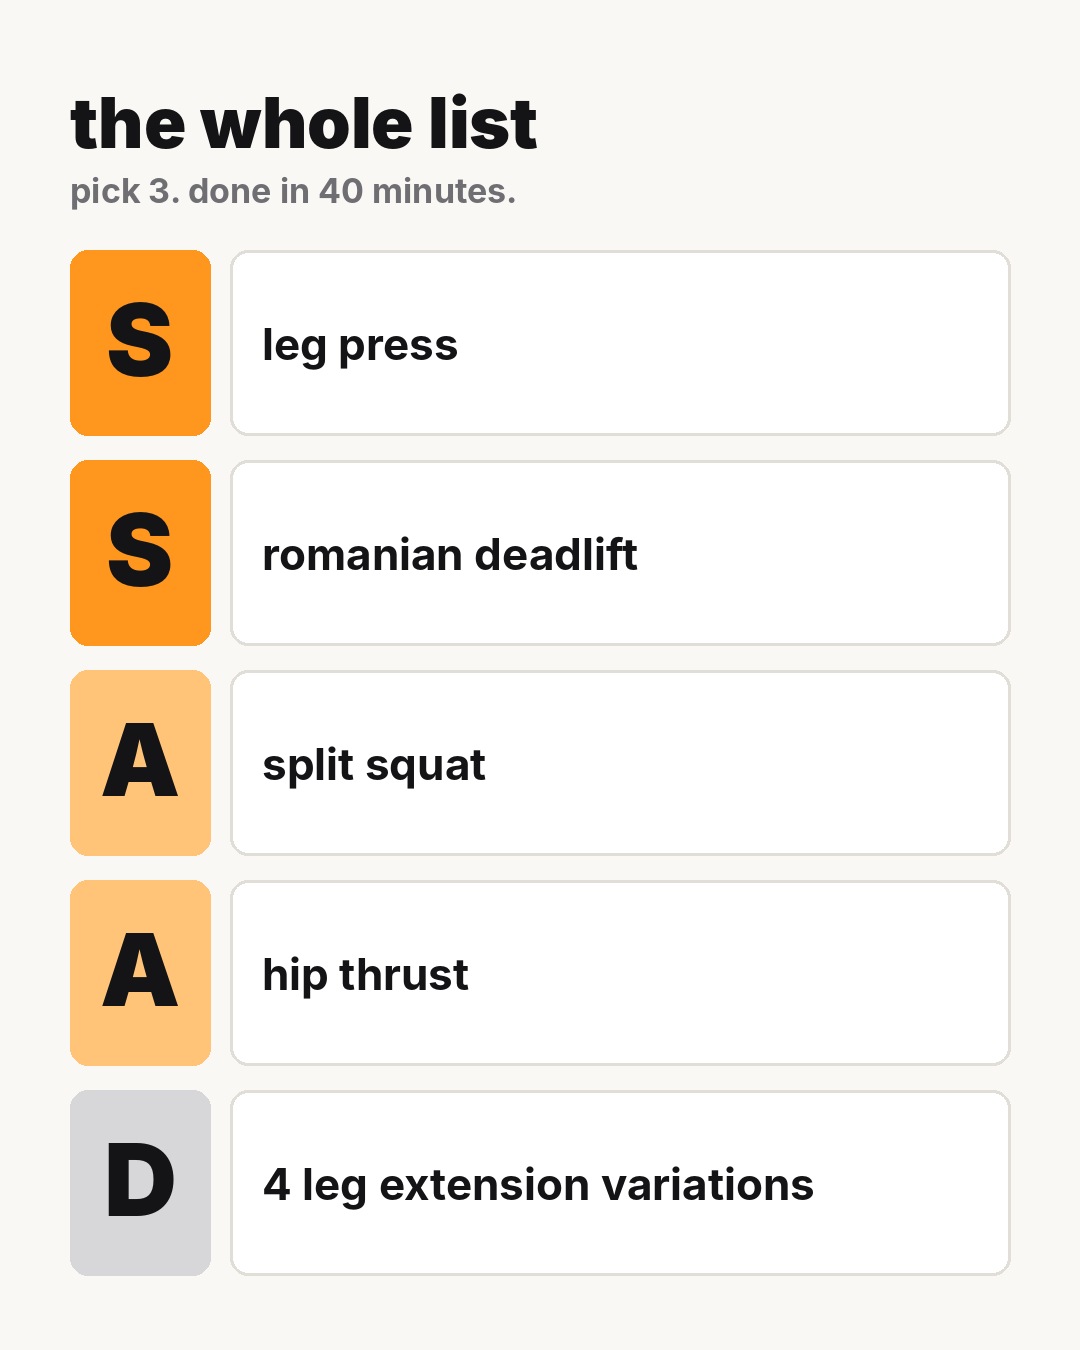 the whole list
pick 3. done in 40 minutes.
S
leg press
S
romanian deadlift
A
split squat
A
hip thrust
D
4 leg extension variations